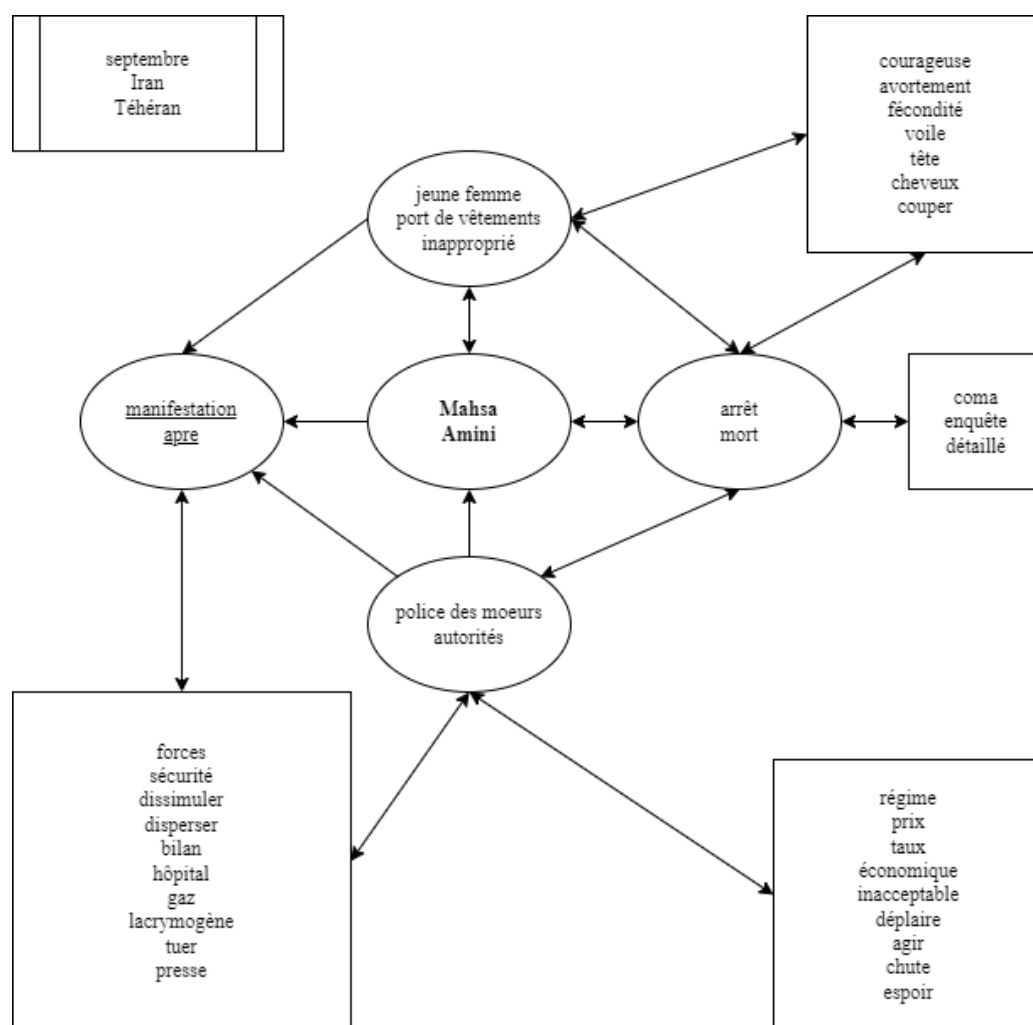 septembre
Iran
Téhéran
courageuse
avortement
fécondité
voile
tête
cheveux
couper
jeune femme
port de vêtements
inapproprié
manifestation
apre
Mahsa
Amini
arrêt
mort
coma
enquête
détaillé
police des moeurs
autorités
forces
sécurité
dissimuler
disperser
bilan
hôpital
gaz
lacrymogène
tuer
presse
régime
prix
taux
économique
inacceptable
déplaire
agir
chute
espoir